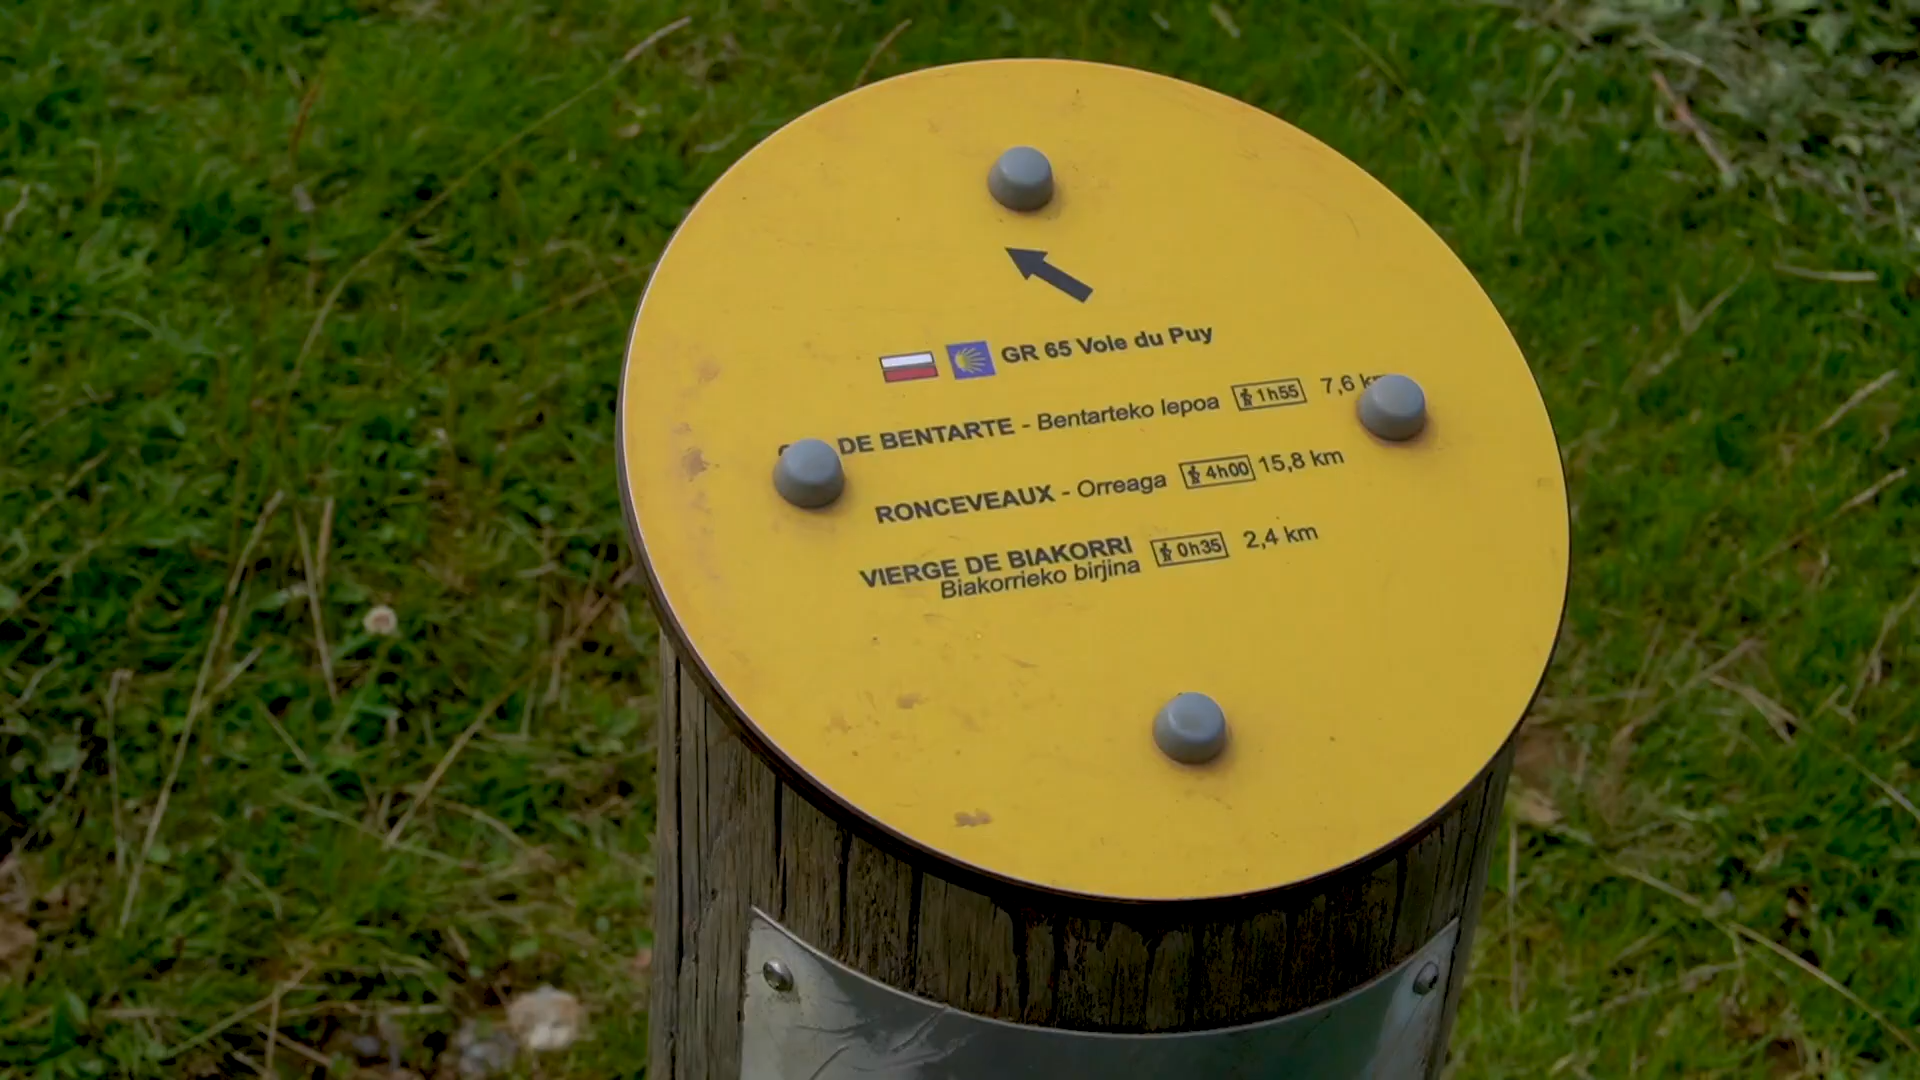 GR 65 Voie du Puy
DE BENTARTE - Bentarteko lepoa 1h55 7,6 km
RONCEVEAUX - Orreaga 4h00 15,8 km
VIERGE DE BIAKORRI 0h35 2,4 km
Biakorrieko birjina